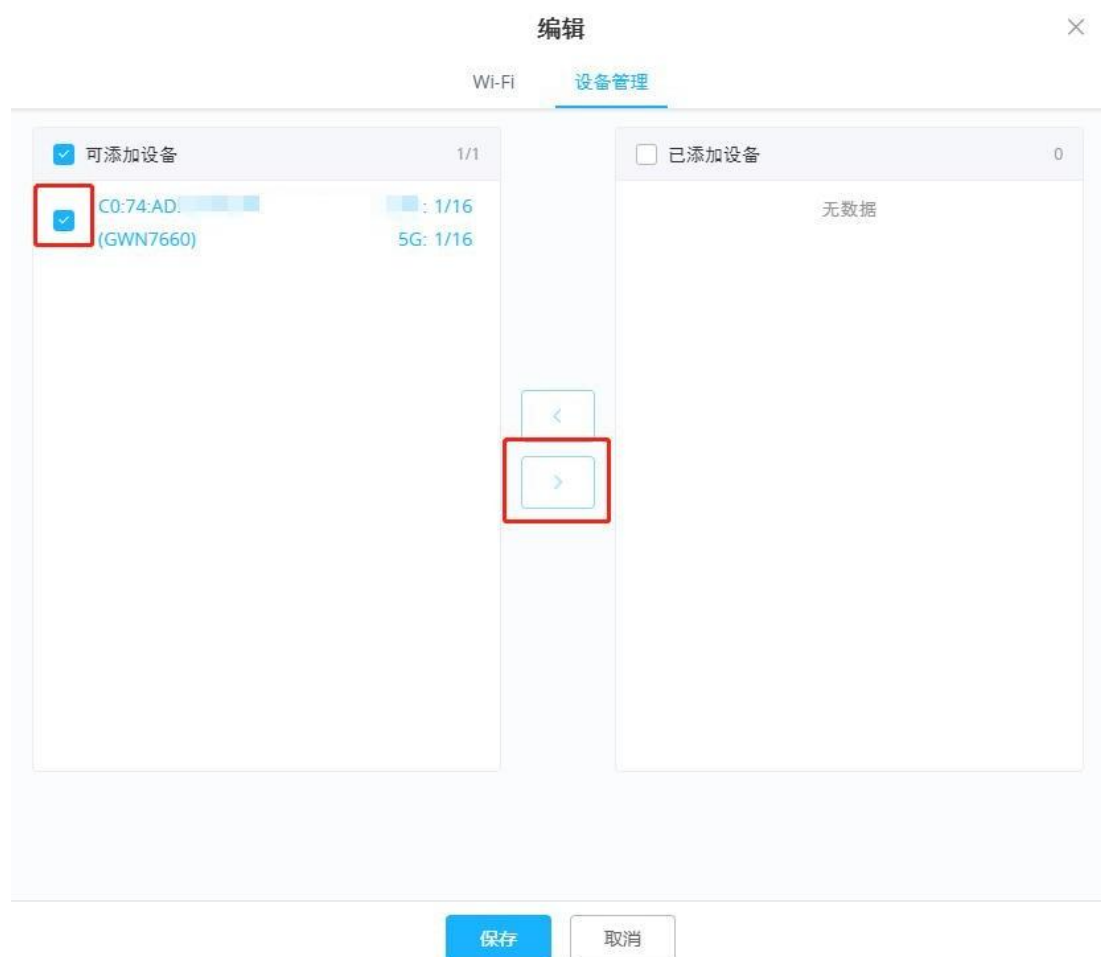 编辑
Wi-Fi 设备管理
可添加设备 1/1
已添加设备 0
C0:74:AD: : 1/16
(GWN7660) 5G: 1/16
无数据
保存 取消